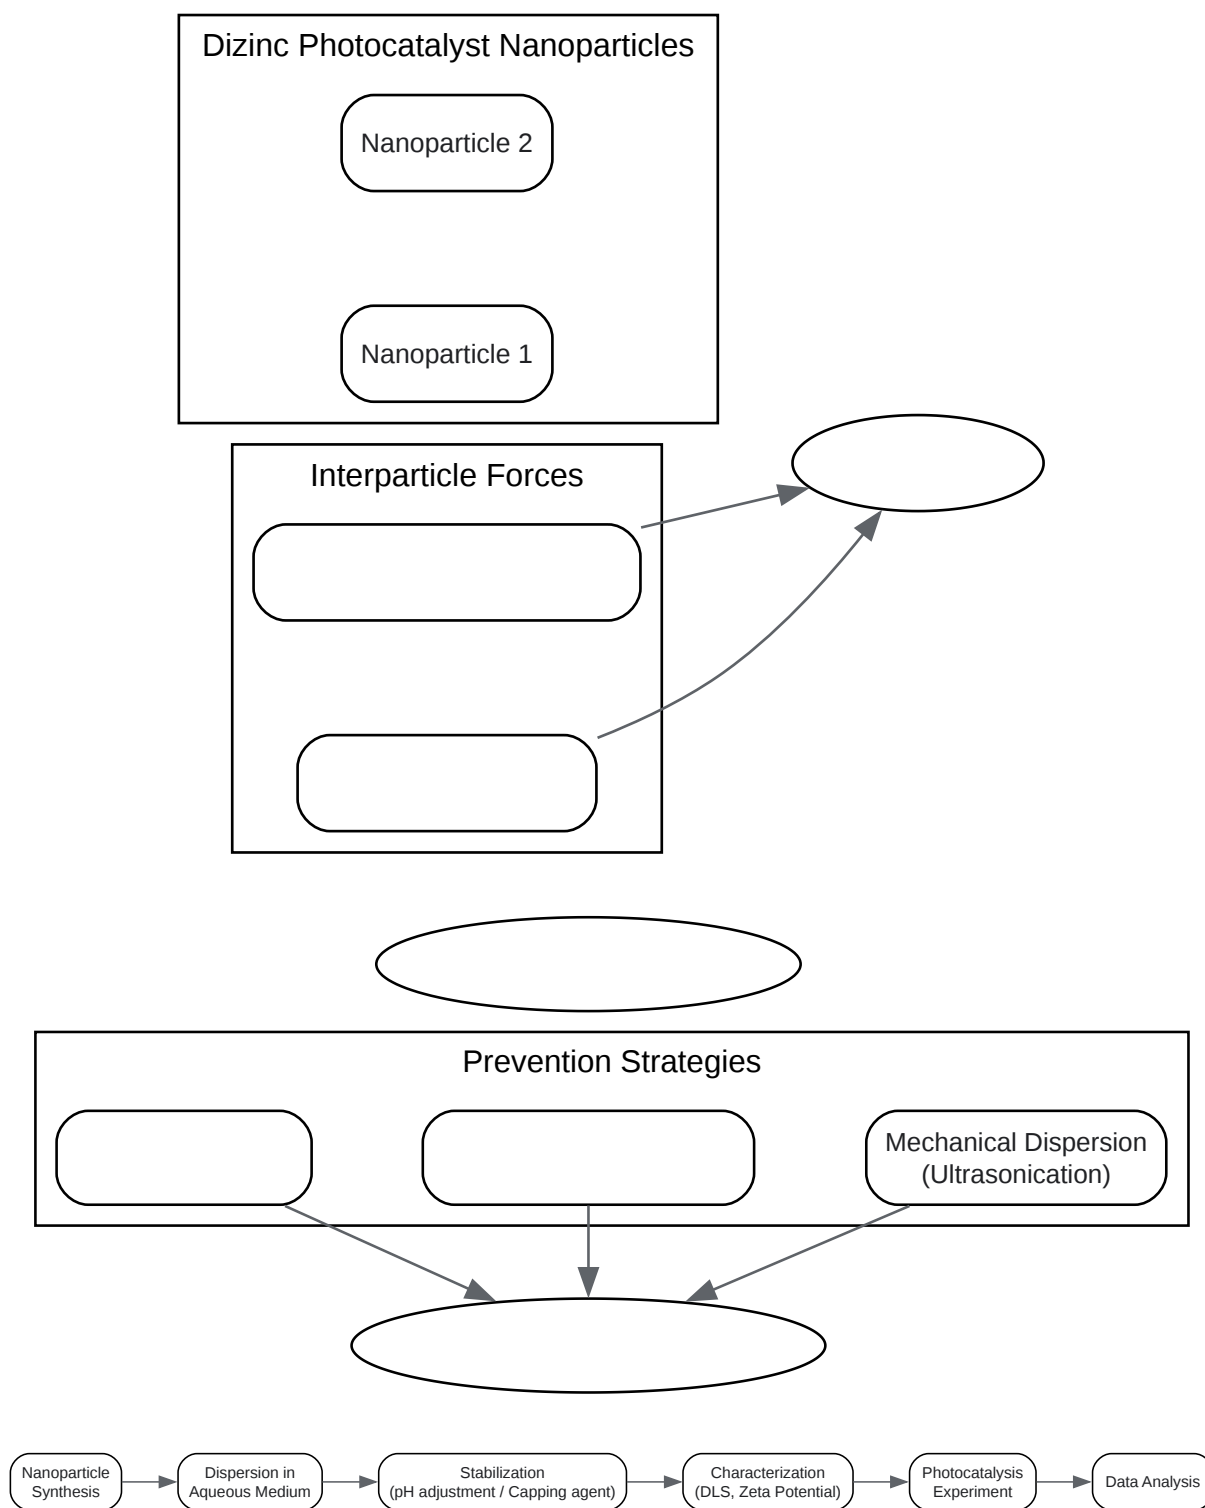 Dizinc Photocatalyst Nanoparticles
Nanoparticle 2
Nanoparticle 1
Interparticle Forces
Prevention Strategies
Mechanical Dispersion
(Ultrasonication)
Nanoparticle
Synthesis
Dispersion in
Aqueous Medium
Stabilization
(pH adjustment / Capping agent)
Characterization
(DLS, Zeta Potential)
Photocatalysis
Experiment
Data Analysis